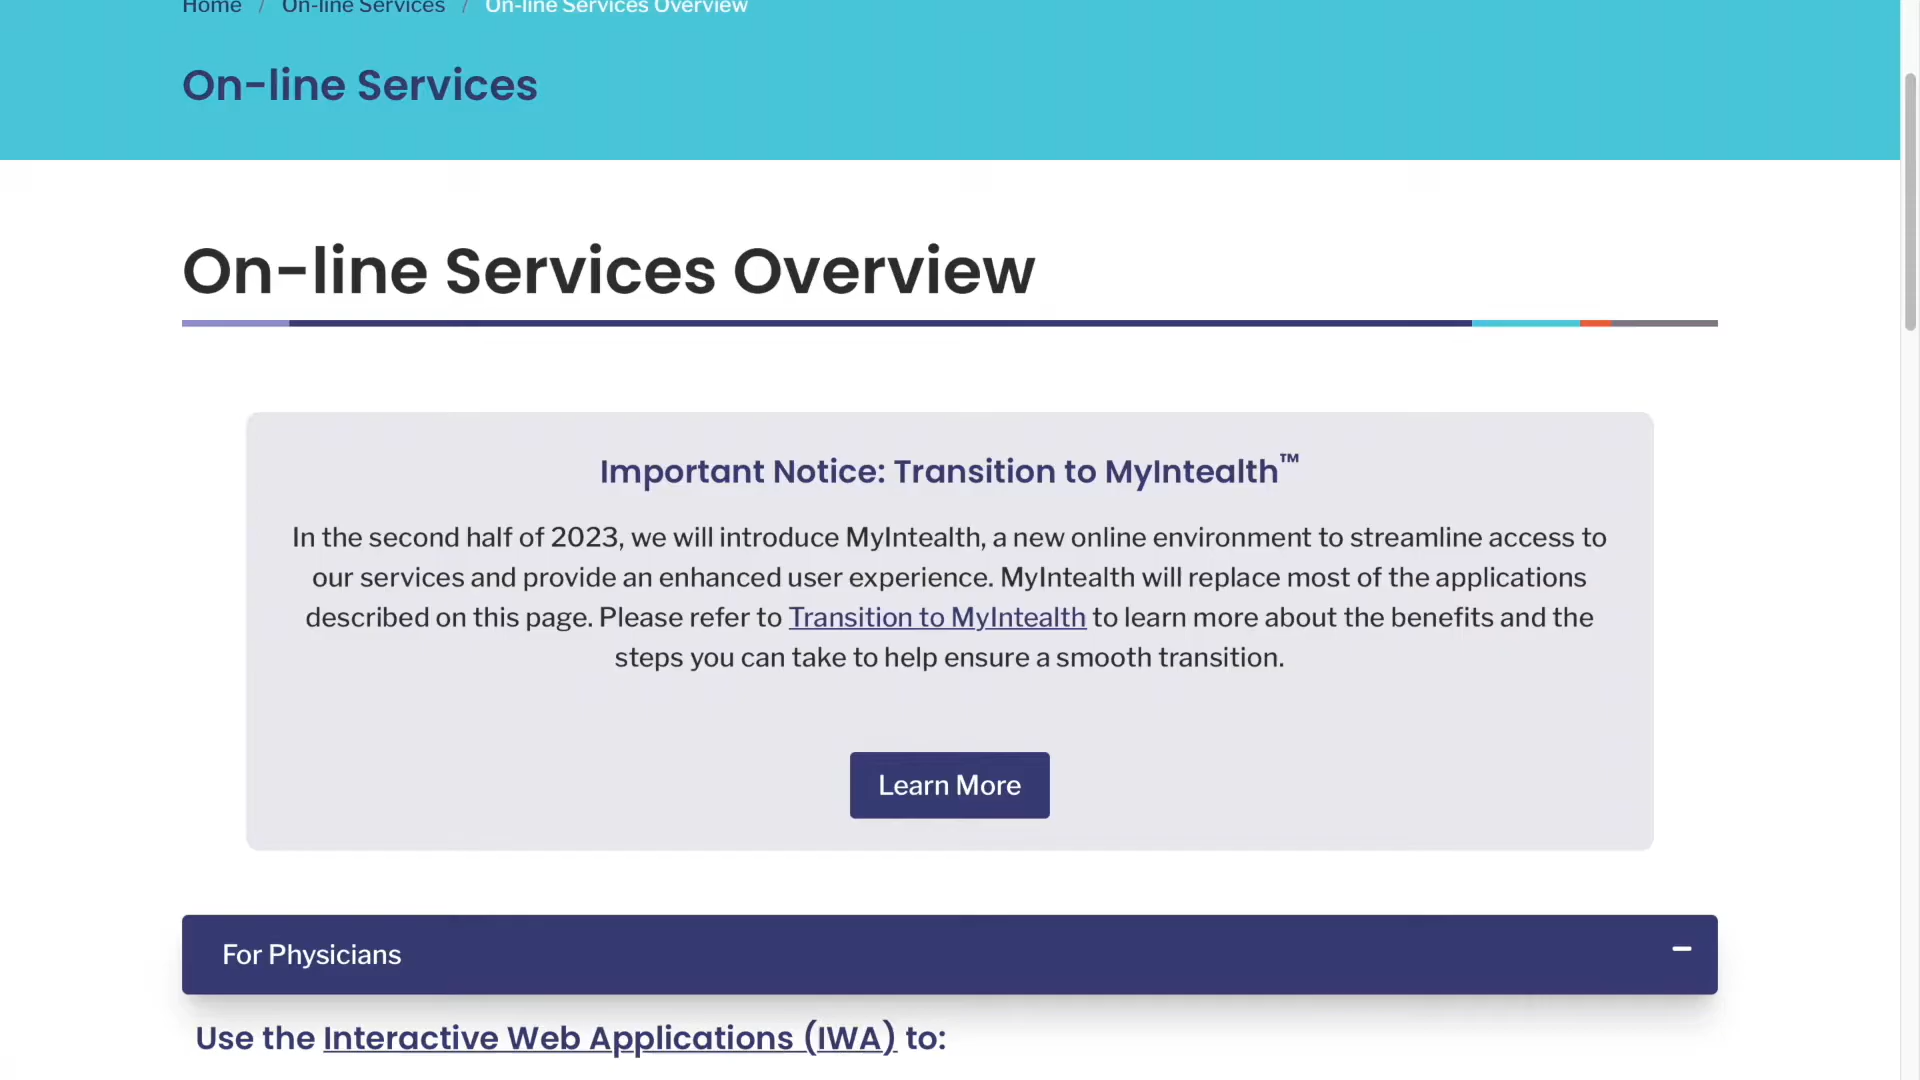 Home / On-line Services / On-line Services Overview
On-line Services
On-line Services Overview
Important Notice: Transition to MyIntealth™
In the second half of 2023, we will introduce MyIntealth, a new online environment to streamline access to
our services and provide an enhanced user experience. MyIntealth will replace most of the applications
described on this page. Please refer to Transition to MyIntealth to learn more about the benefits and the
steps you can take to help ensure a smooth transition.
Learn More
For Physicians
Use the Interactive Web Applications (IWA) to: